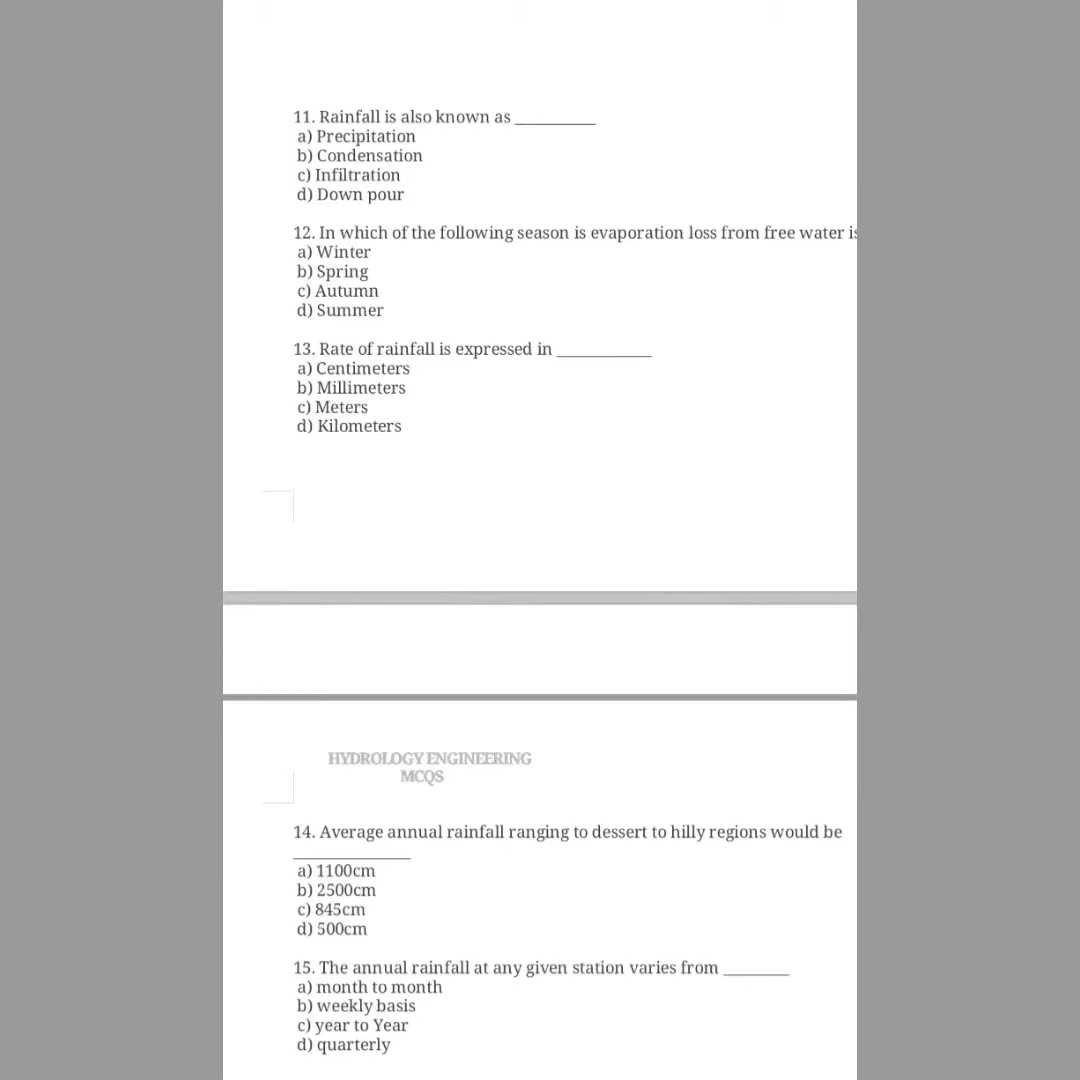 11. Rainfall is also known as __________
a) Precipitation
b) Condensation
c) Infiltration
d) Down pour
12. In which of the following season is evaporation loss from free water is
a) Winter
b) Spring
c) Autumn
d) Summer
13. Rate of rainfall is expressed in ____________
a) Centimeters
b) Millimeters
c) Meters
d) Kilometers
HYDROLOGY ENGINEERING
MCQS
14. Average annual rainfall ranging to dessert to hilly regions would be
_______________
a) 1100cm
b) 2500cm
c) 845cm
d) 500cm
15. The annual rainfall at any given station varies from ________
a) month to month
b) weekly basis
c) year to Year
d) quarterly